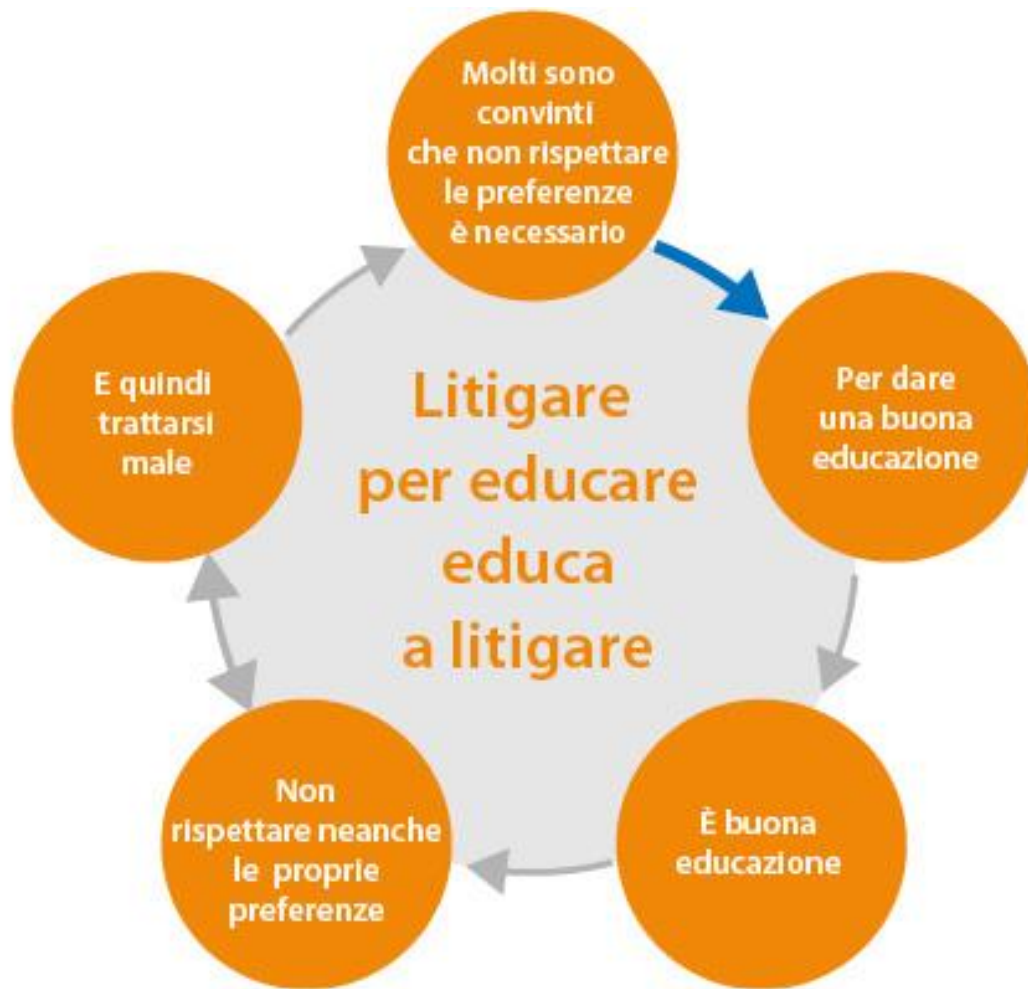 Molti sono
convinti
che non rispettare
le preferenze
è necessario
Per dare
una buona
educazione
È buona
educazione
Non
rispettare neanche
le proprie
preferenze
E quindi
trattarsi
male
Litigare
per educare
educa
a litigare